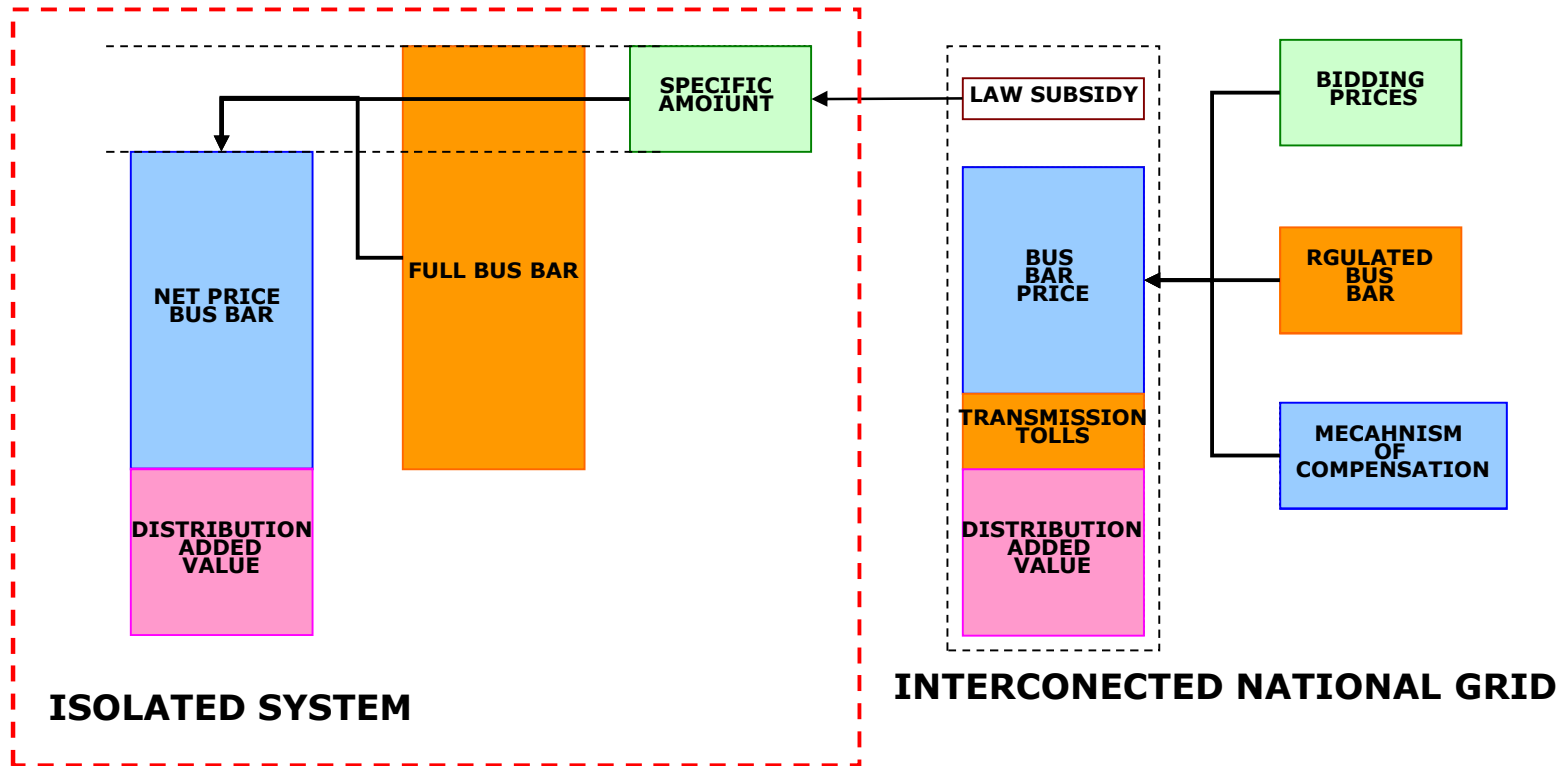 SPECIFIC
AMOIUNT
LAW SUBSIDY
BIDDING
PRICES
FULL BUS BAR
NET PRICE
BUS BAR
BUS
BAR
PRICE
RGULATED
BUS
BAR
TRANSMISSION
TOLLS
MECAHNISM
OF
COMPENSATION
DISTRIBUTION
ADDED
VALUE
DISTRIBUTION
ADDED
VALUE
ISOLATED SYSTEM
INTERCONECTED NATIONAL GRID